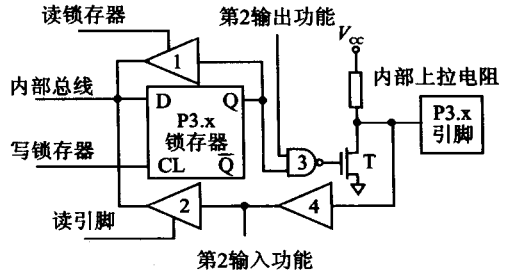 读锁存器
第2输出功能
Vcc
1
内部总线
内部上拉电阻
D
Q
P3.x
锁存器
P3.x
引脚
写锁存器
CL
Q̅
3
T
2
4
读引脚
第2输入功能